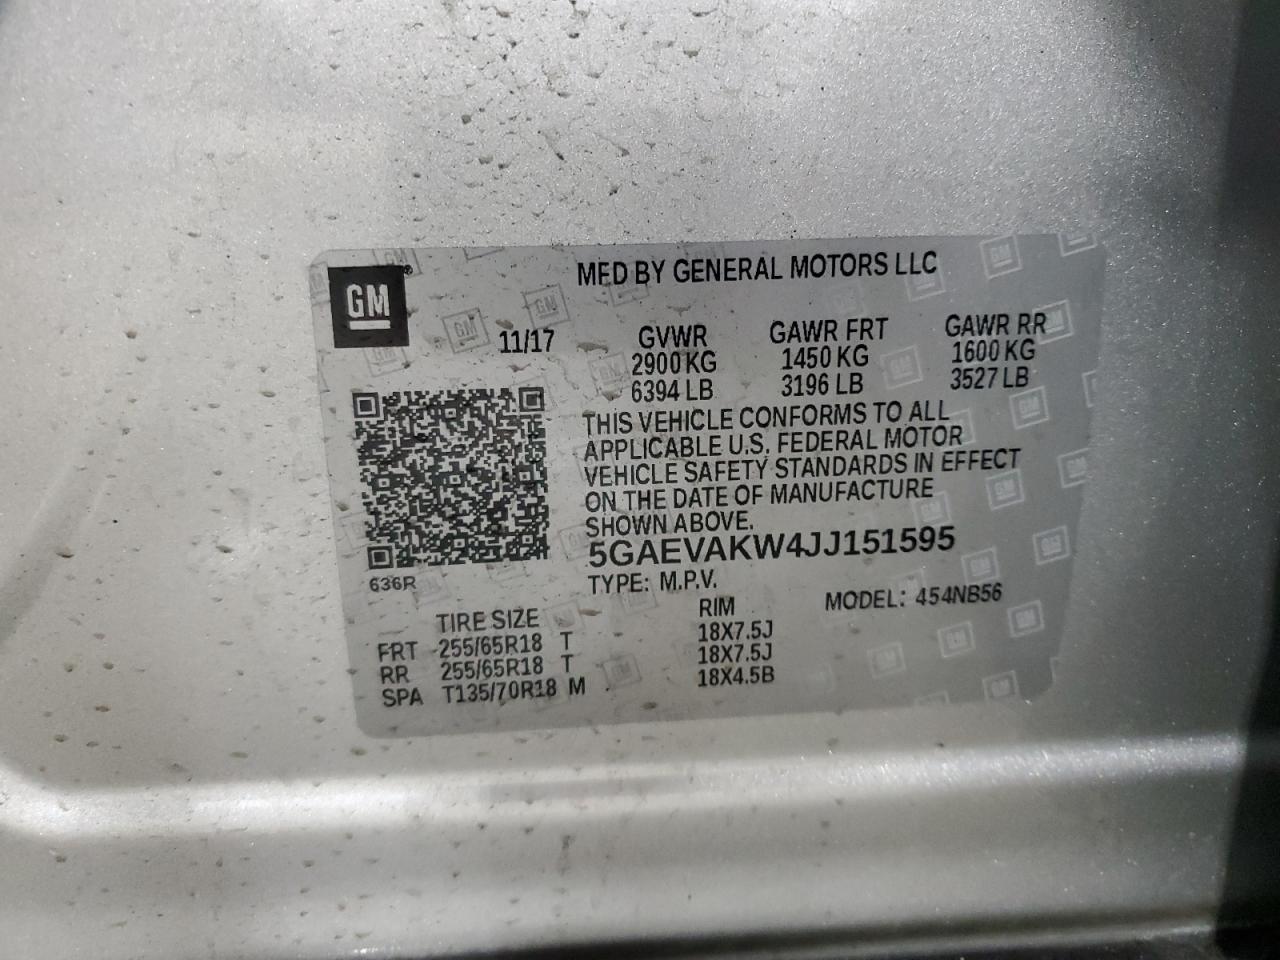 GM
MFD BY GENERAL MOTORS LLC
11/17
GVWR GAWR FRT GAWR RR
2900 KG 1450 KG 1600 KG
6394 LB 3196 LB 3527 LB
THIS VEHICLE CONFORMS TO ALL
APPLICABLE U.S. FEDERAL MOTOR
VEHICLE SAFETY STANDARDS IN EFFECT
ON THE DATE OF MANUFACTURE
SHOWN ABOVE.
5GAEVAKW4JJ151595
636R
TYPE: M.P.V. MODEL: 454NB56
TIRE SIZE RIM
FRT 255/65R18 T 18X7.5J
RR 255/65R18 T 18X7.5J
SPA T135/70R18 M 18X4.5B